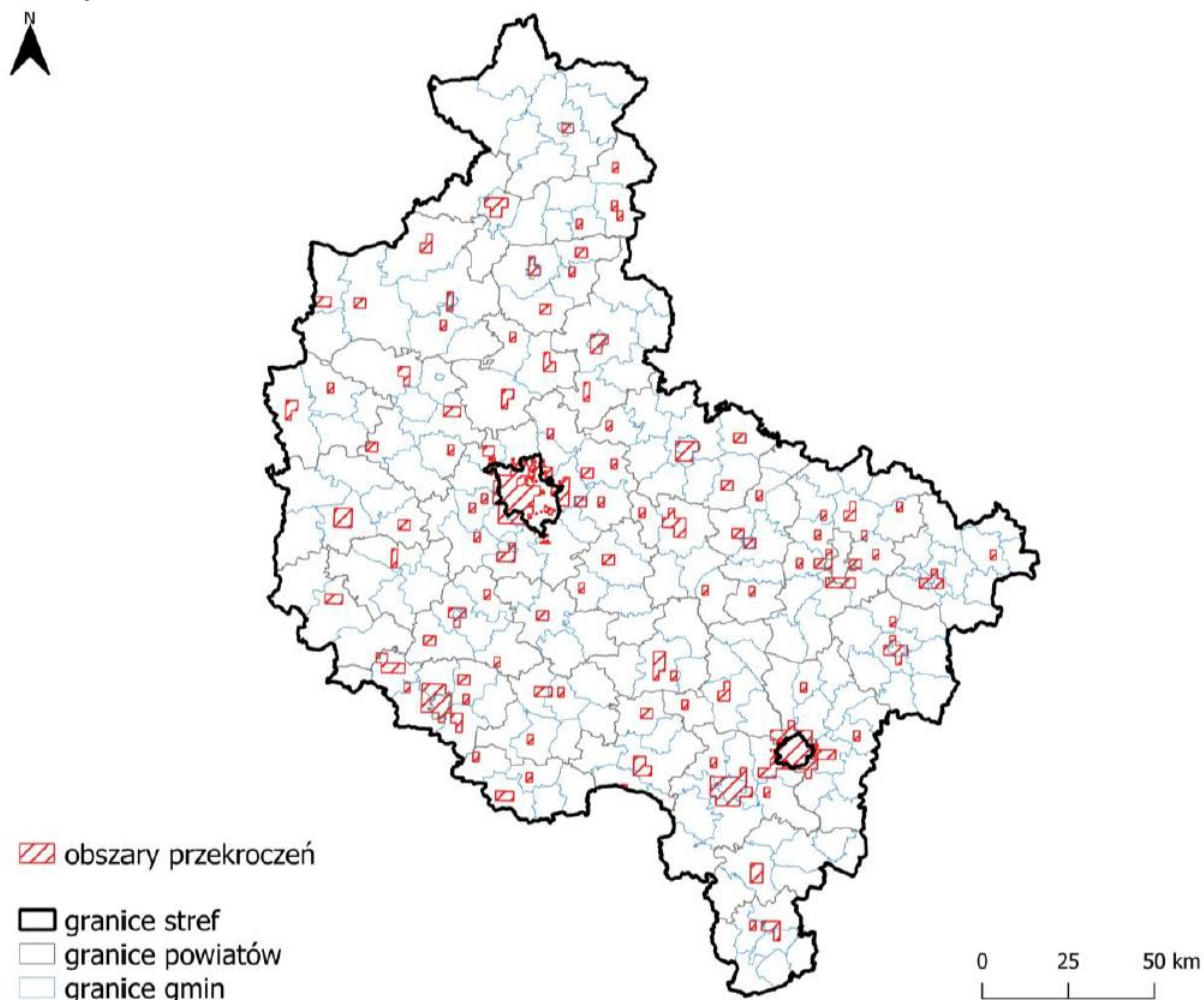 N
obszary przekroczeń
granice stref
granice powiatów
granice gmin
0 25 50 km